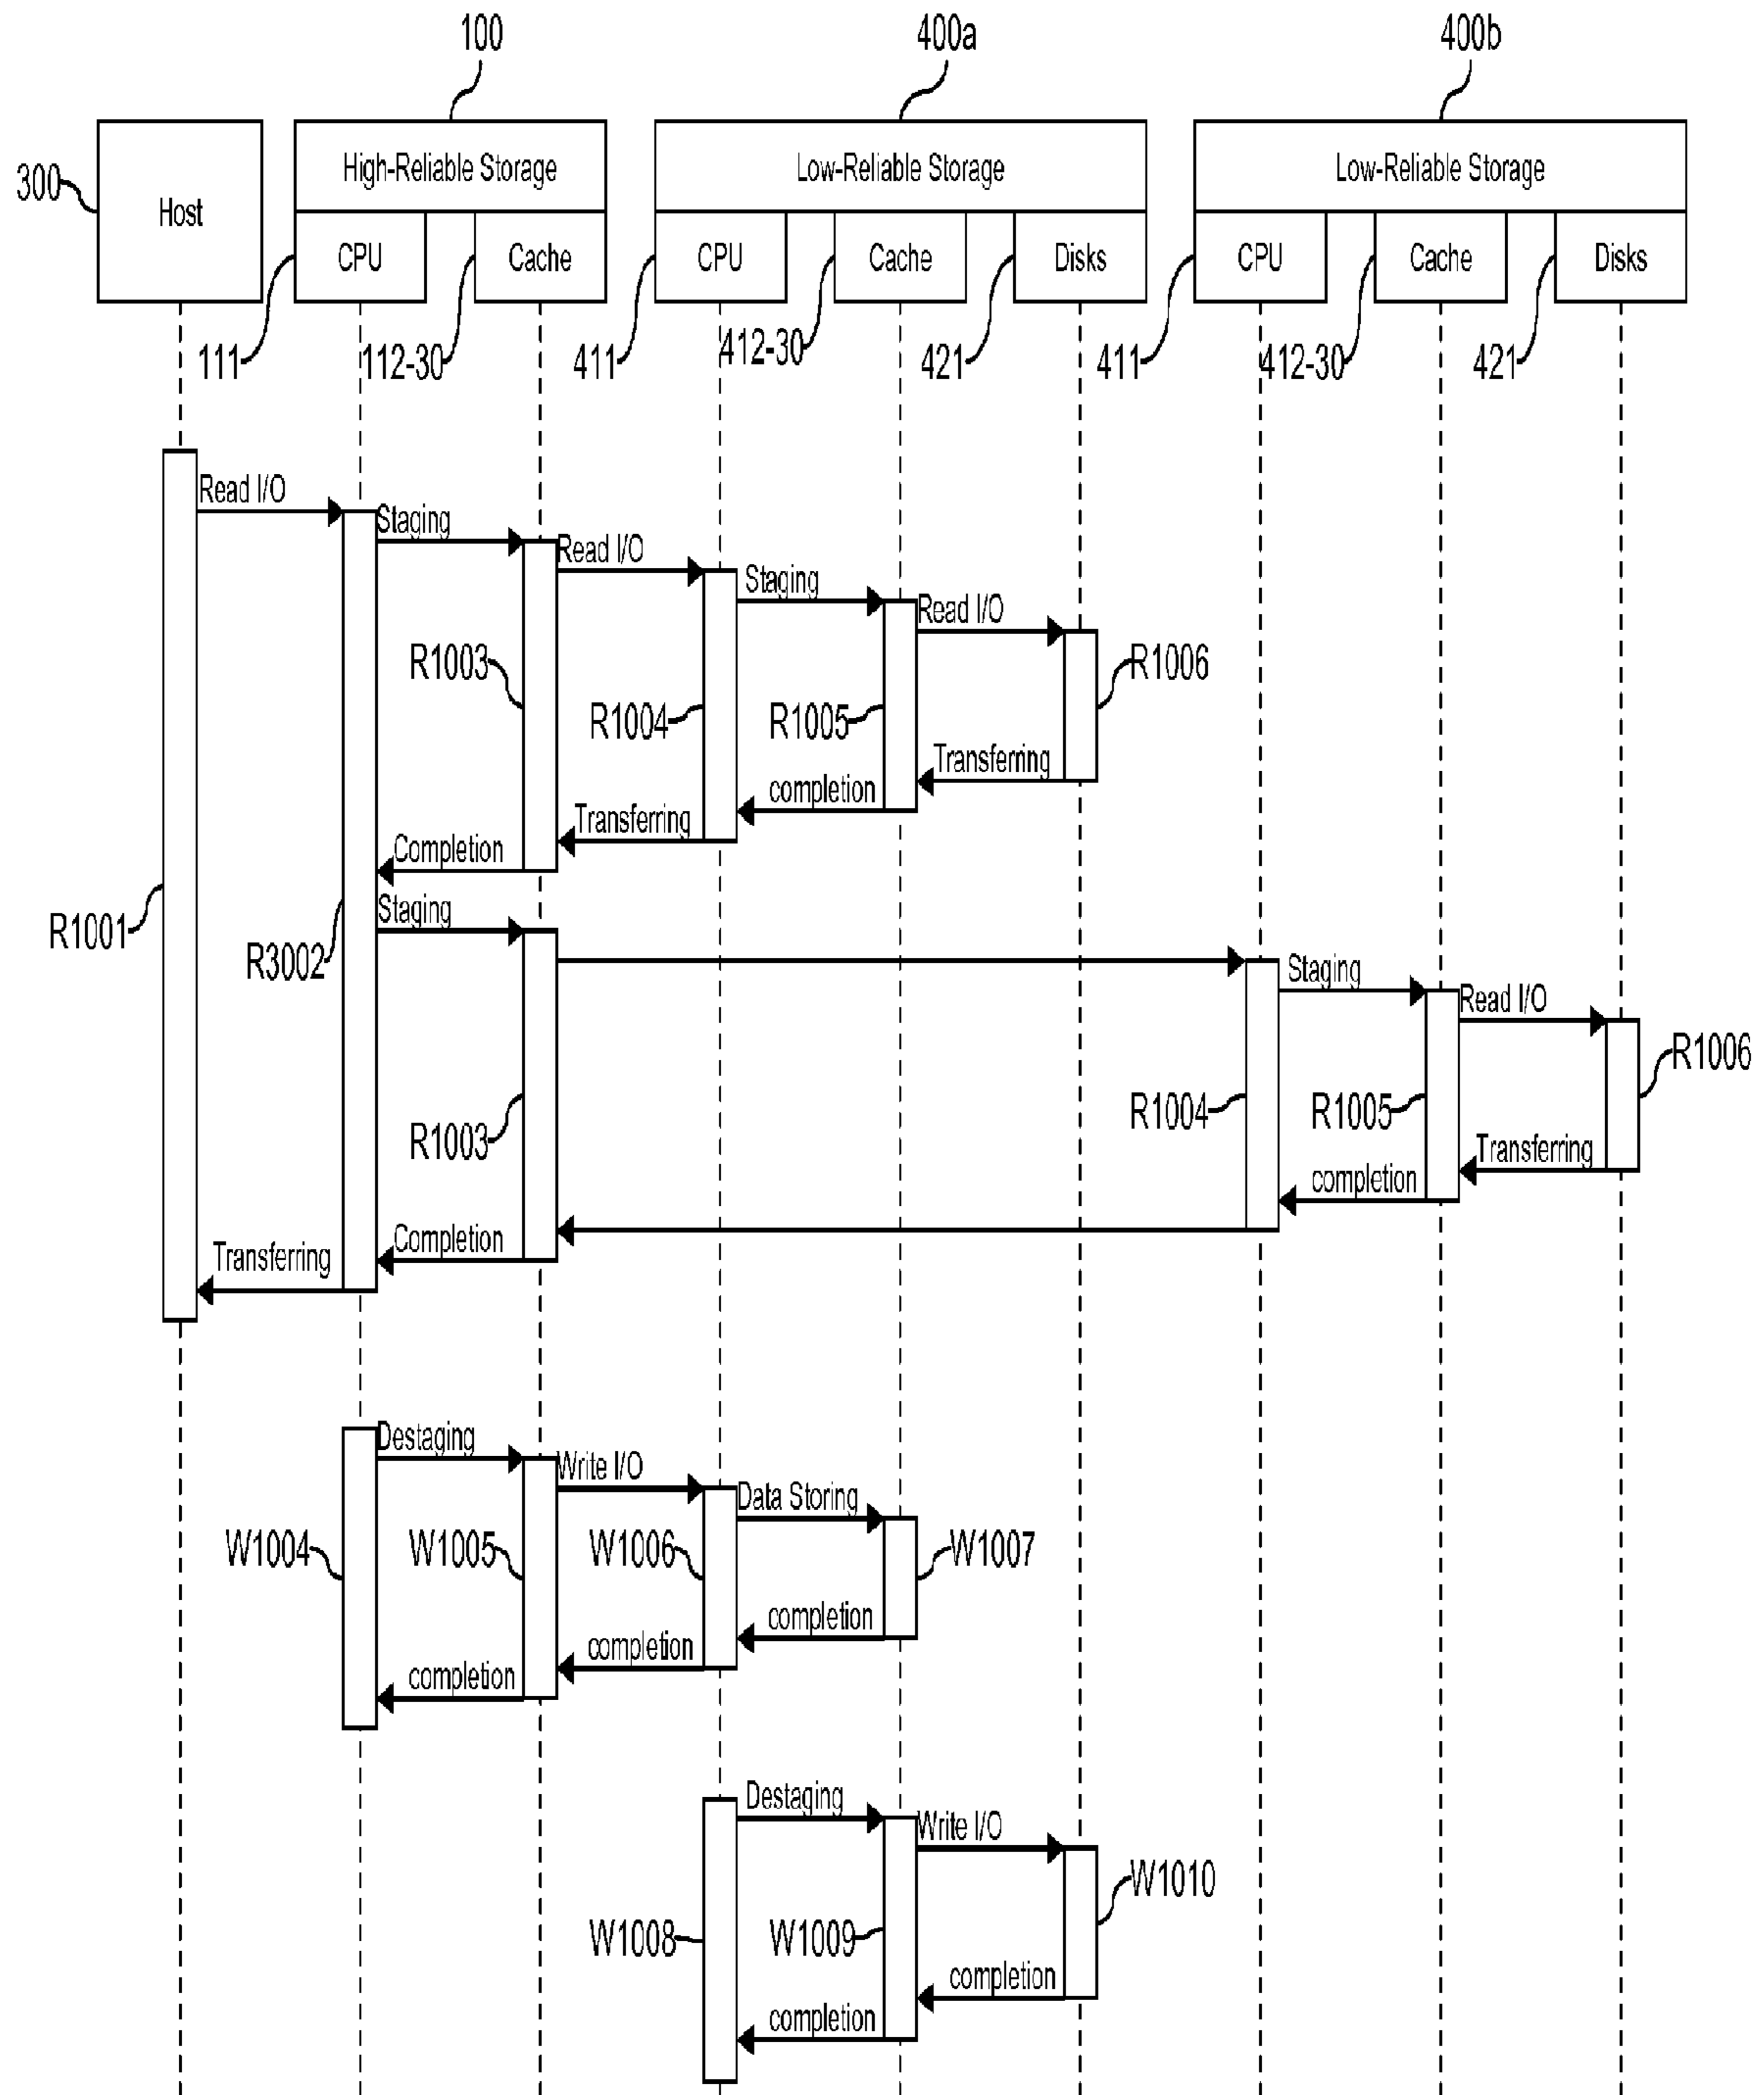 100
400a
400b
High-Reliable Storage
Low-Reliable Storage
Low-Reliable Storage
300
Host
CPU
Cache
CPU
Cache
Disks
CPU
Cache
Disks
111
112-30
411
412-30
421
411
412-30
421
Read I/O
Staging
Read I/O
Staging
Read I/O
R1003
R1004
R1005
R1006
Transferring
completion
Transferring
Completion
R1001
R3002
Staging
Staging
Read I/O
R1003
R1004
R1005
R1006
Transferring
completion
Completion
Transferring
Destaging
Write I/O
Data Storing
W1004
W1005
W1006
W1007
completion
completion
completion
Destaging
Write I/O
W1008
W1009
W1010
completion
completion